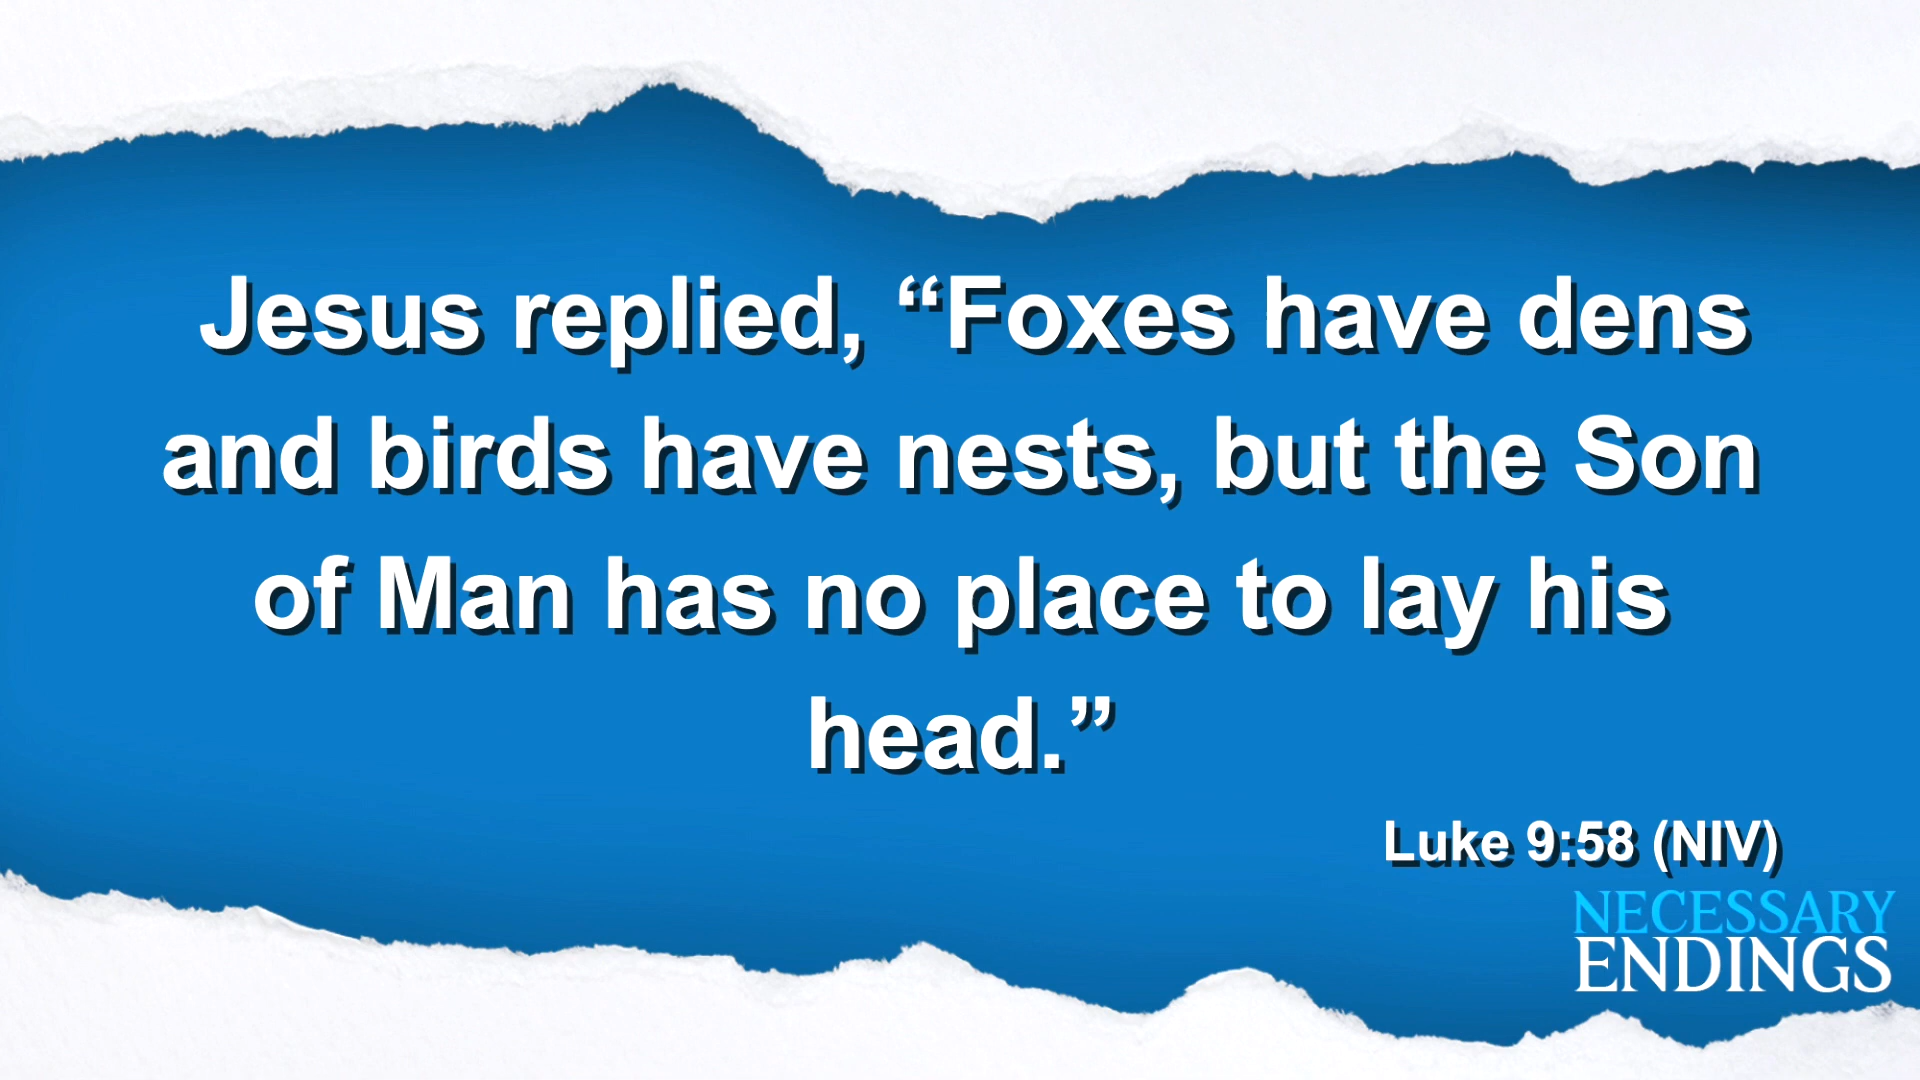 Jesus replied, “Foxes have dens
and birds have nests, but the Son
of Man has no place to lay his
head.”
Luke 9:58 (NIV)
NECESSARY
ENDINGS